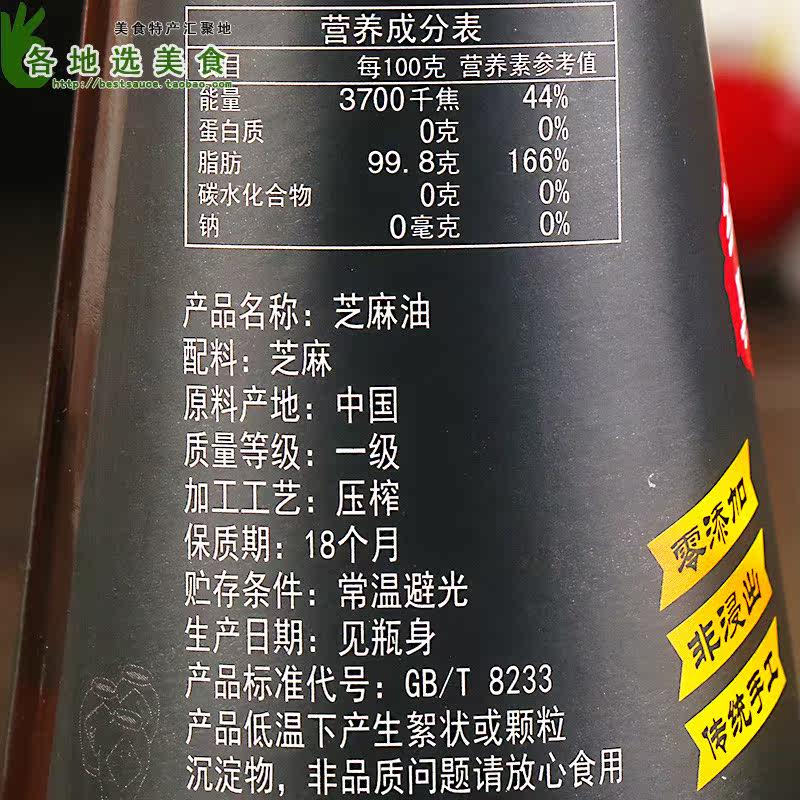 美食特产汇聚地
各地选美食
http://bestsauce.taobao.com
营养成分表
目 每100克 营养素参考值
能量 3700千焦 44%
蛋白质 0克 0%
脂肪 99.8克 166%
碳水化合物 0克 0%
钠 0毫克 0%
产品名称：芝麻油
配料：芝麻
原料产地：中国
质量等级：一级
加工工艺：压榨
保质期：18个月
贮存条件：常温避光
生产日期：见瓶身
产品标准代号：GB/T 8233
产品低温下产生絮状或颗粒
沉淀物，非品质问题请放心食用
零添加
非浸出
传统手工